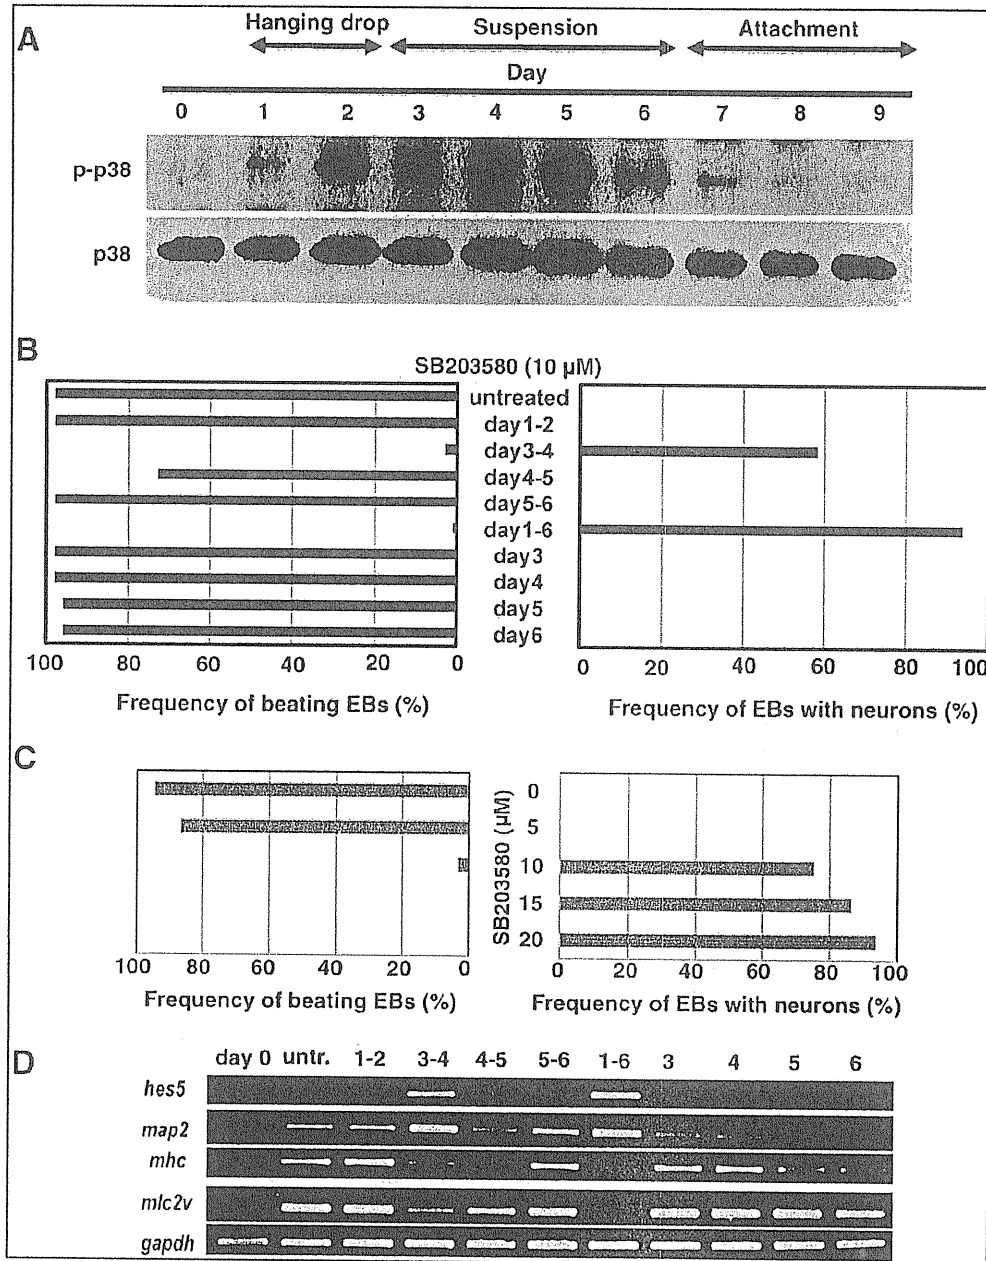 A
Hanging drop Suspension Attachment
Day
0 1 2 3 4 5 6 7 8 9
p-p38
p38
B
SB203580 (10 µM)
untreated
day1-2
day3-4
day4-5
day5-6
day1-6
day3
day4
day5
day6
100 80 60 40 20 0
0 20 40 60 80 100
Frequency of beating EBs (%)
Frequency of EBs with neurons (%)
C
SB203580 (µM)
0
5
10
15
20
100 80 60 40 20 0
0 20 40 60 80 100
Frequency of beating EBs (%)
Frequency of EBs with neurons (%)
D
day 0 untr. 1-2 3-4 4-5 5-6 1-6 3 4 5 6
hes5
map2
mhc
mlc2v
gapdh